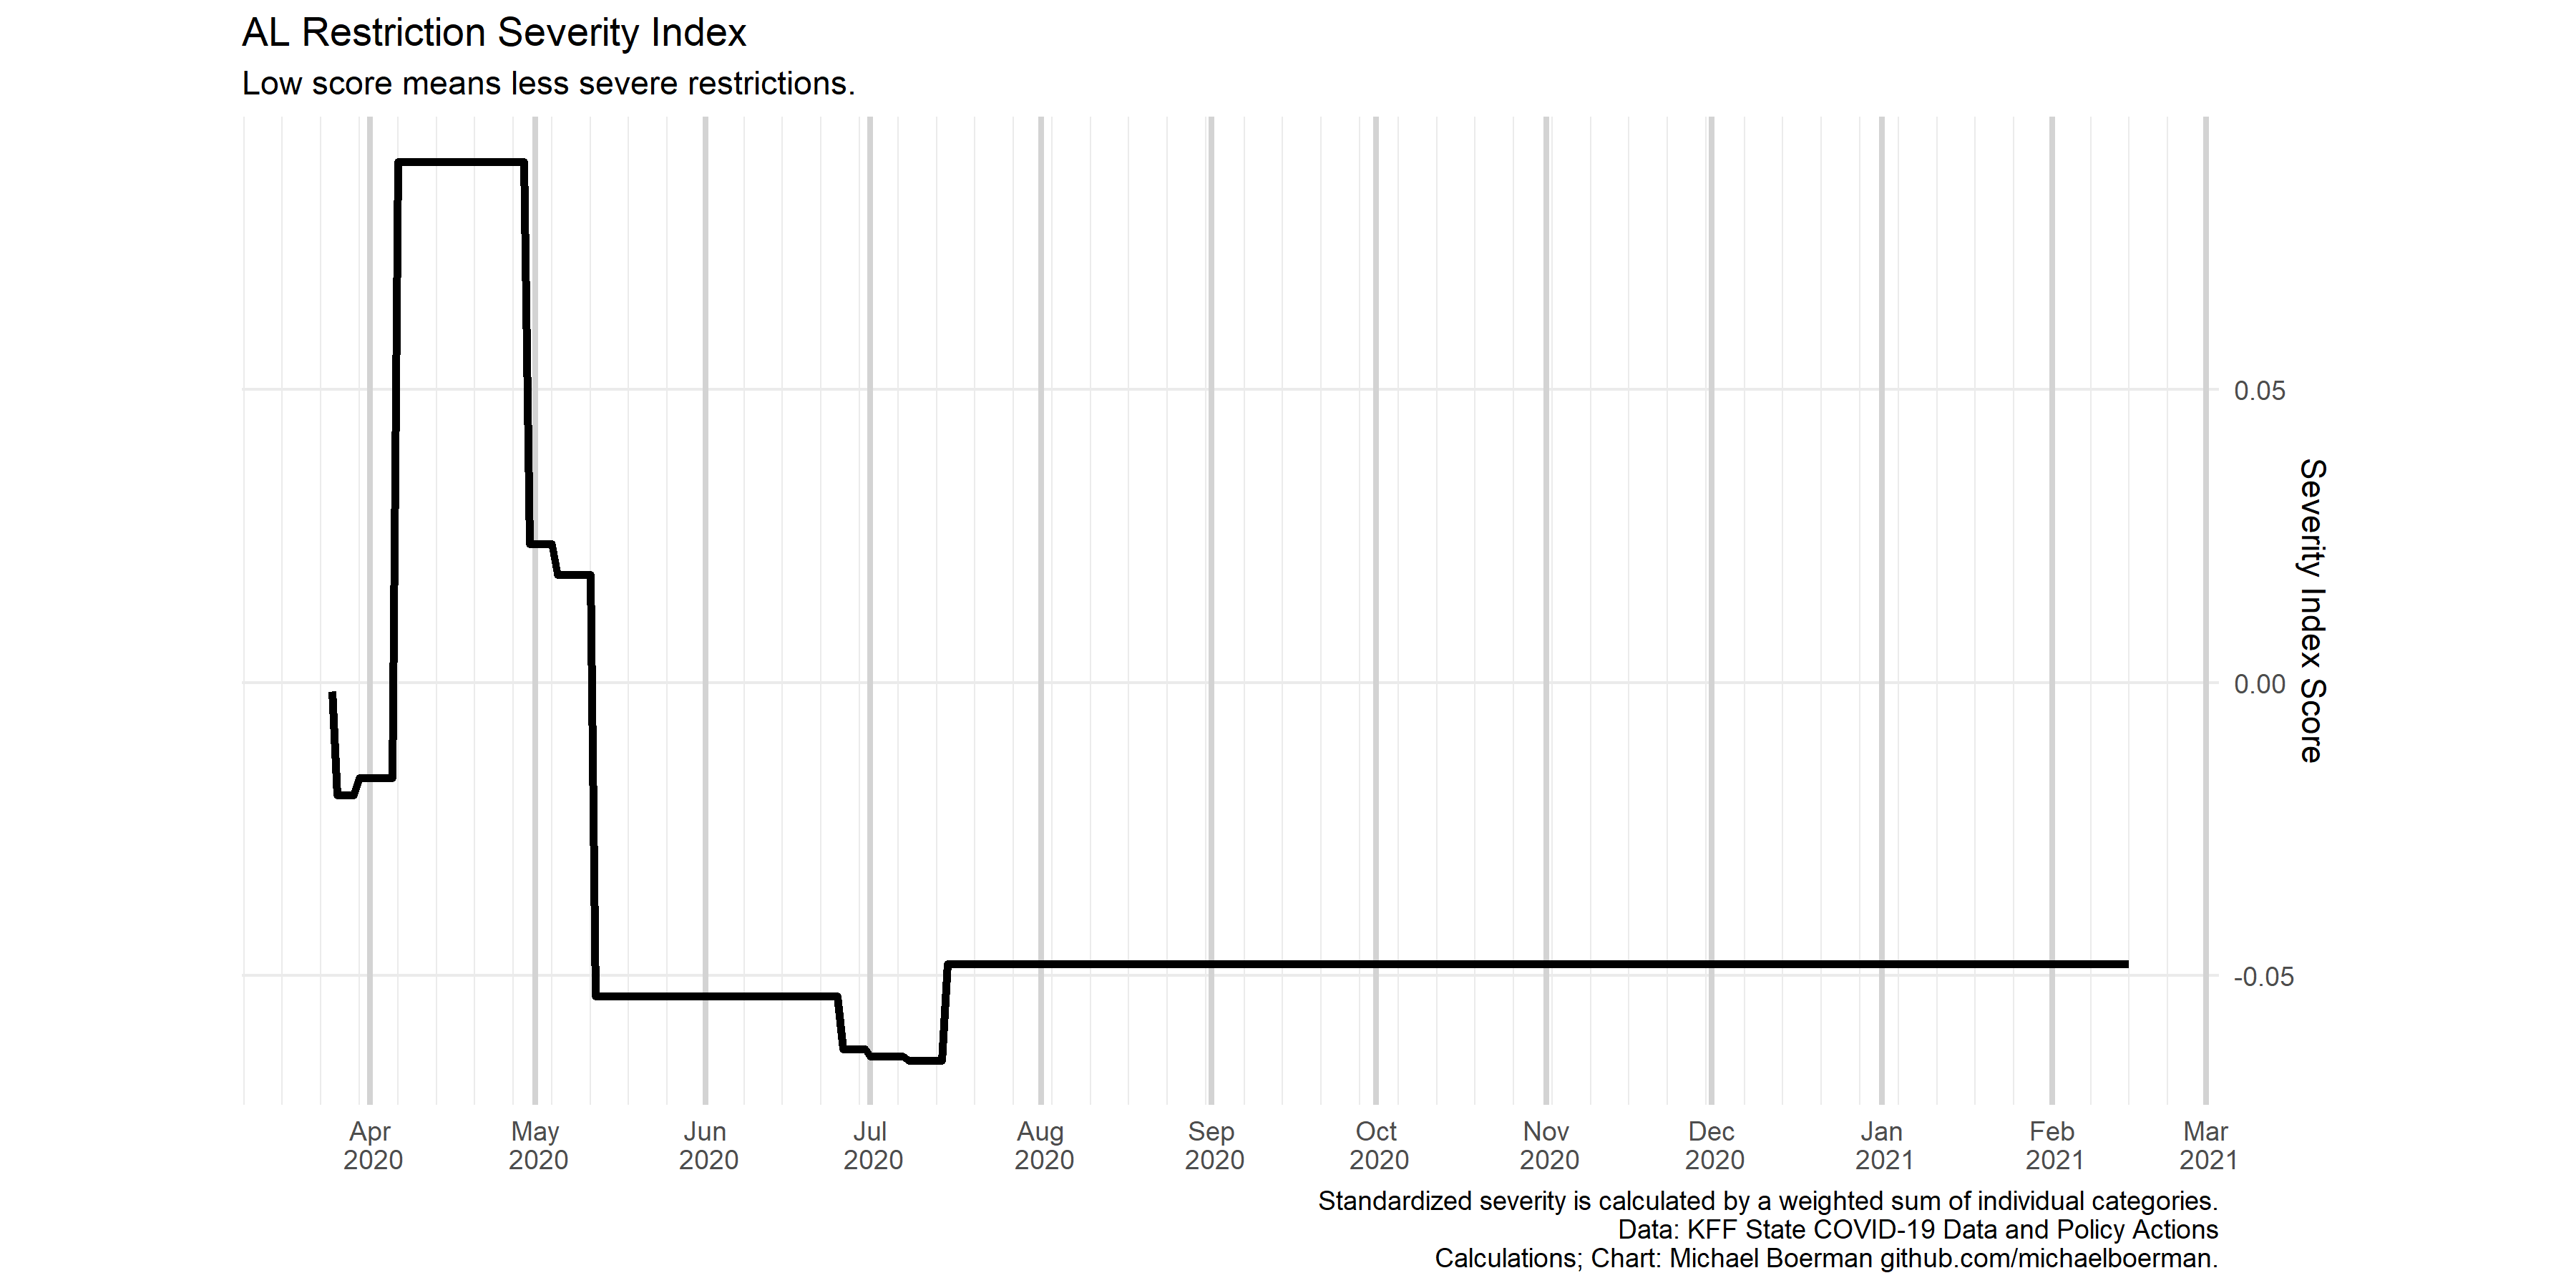 AL Restriction Severity Index
Low score means less severe restrictions.
0.05
0.00
-0.05
Severity Index Score
Apr May Jun Jul Aug Sep Oct Nov Dec Jan Feb Mar
2020 2020 2020 2020 2020 2020 2020 2020 2020 2021 2021 2021
Standardized severity is calculated by a weighted sum of individual categories.
Data: KFF State COVID-19 Data and Policy Actions
Calculations; Chart: Michael Boerman github.com/michaelboerman.